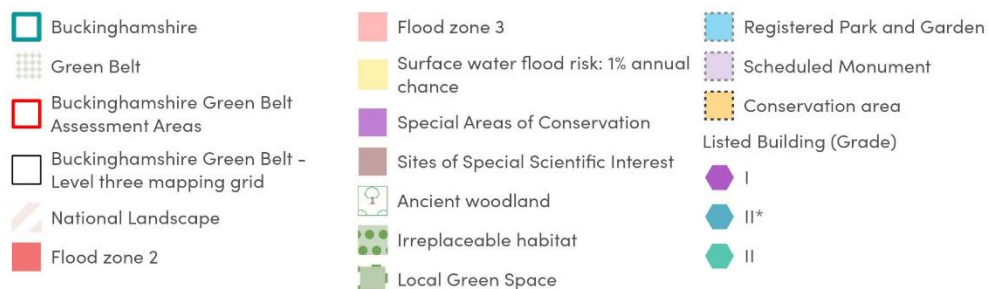 Buckinghamshire
Green Belt
Buckinghamshire Green Belt
Assessment Areas
Buckinghamshire Green Belt -
Level three mapping grid
National Landscape
Flood zone 2
Flood zone 3
Surface water flood risk: 1% annual
chance
Special Areas of Conservation
Sites of Special Scientific Interest
Ancient woodland
Irreplaceable habitat
Local Green Space
Registered Park and Garden
Scheduled Monument
Conservation area
Listed Building (Grade)
I
II*
II